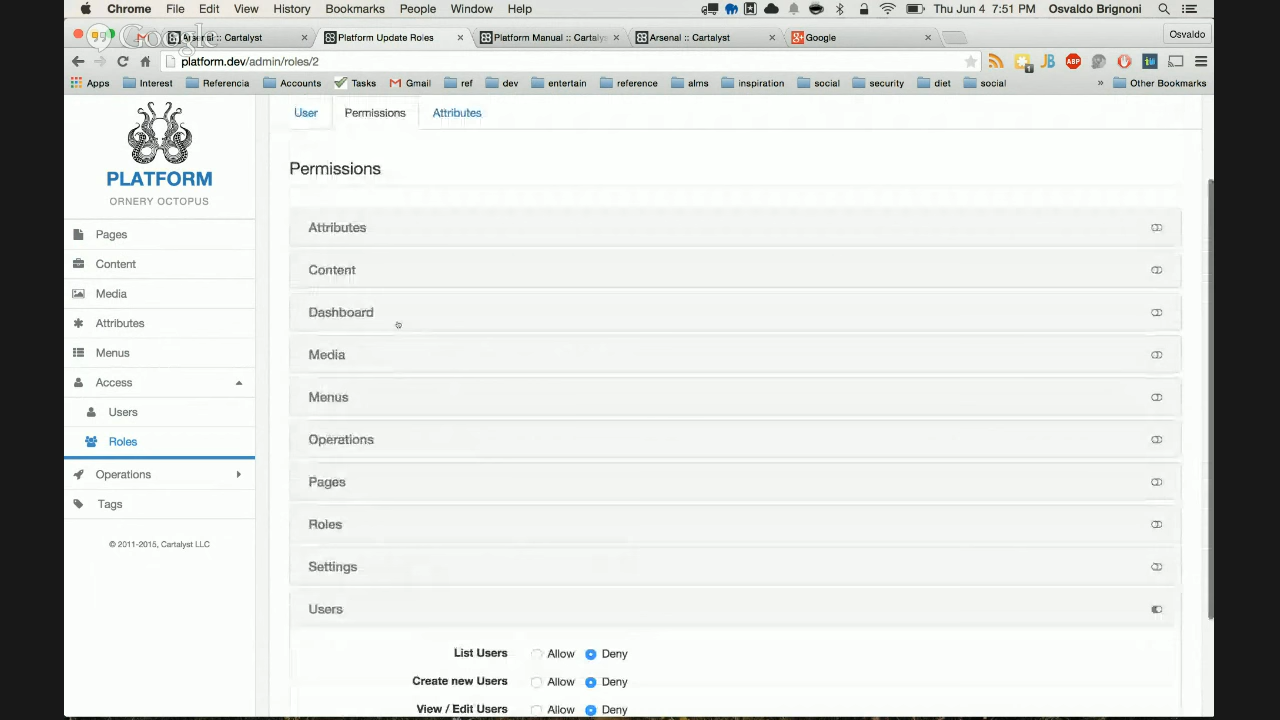 Chrome File Edit View History Bookmarks People Window Help Thu Jun 4 7:51 PM Osvaldo Brignoni
Google
Arsenal :: Cartalyst Platform Update Roles Platform Manual :: Cartalys Arsenal :: Cartalyst Google Osvaldo
platform.dev/admin/roles/2
Apps Interest Referencia Accounts Tasks Gmail ref dev entertain reference alms inspiration social security diet social » Other Bookmarks
PLATFORM
ORNERY OCTOPUS
Pages
Content
Media
Attributes
Menus
Access
Users
Roles
Operations
Tags
© 2011-2015, Cartalyst LLC
User Permissions Attributes
Permissions
Attributes
Content
Dashboard
Media
Menus
Operations
Pages
Roles
Settings
Users
List Users Allow Deny
Create new Users Allow Deny
View / Edit Users Allow Deny